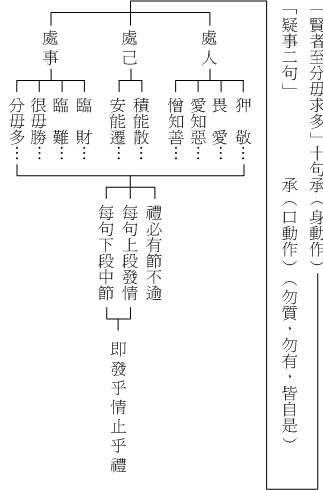 「賢者至分毋求多」十句承（身動作）
「疑事二句」　承（口動作）（勿質，勿有，皆自是）
處人
處己
處事
狎　敬…
畏　愛…
愛知惡…
憎知善…
積能散…
安能遷…
臨　財…
臨　難…
很毋勝…
分毋多…
禮必有節不逾
每句上段發情
每句下段中節
即發乎情止乎禮